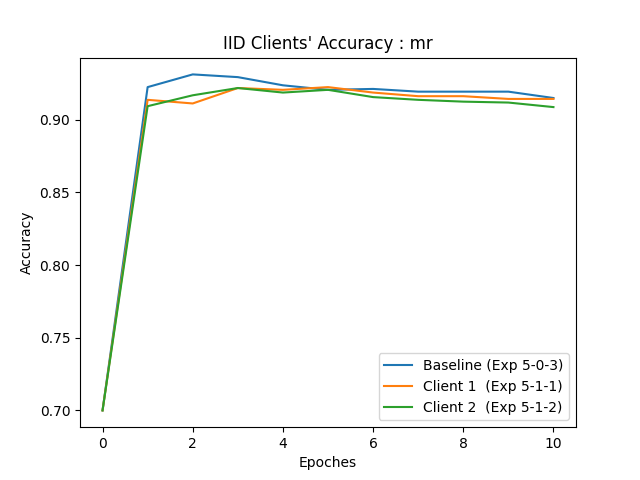 IID Clients' Accuracy : mr
0.90
0.85
0.80
0.75
0.70
Accuracy
Baseline (Exp 5-0-3)
Client 1  (Exp 5-1-1)
Client 2  (Exp 5-1-2)
0 2 4 6 8 10
Epoches